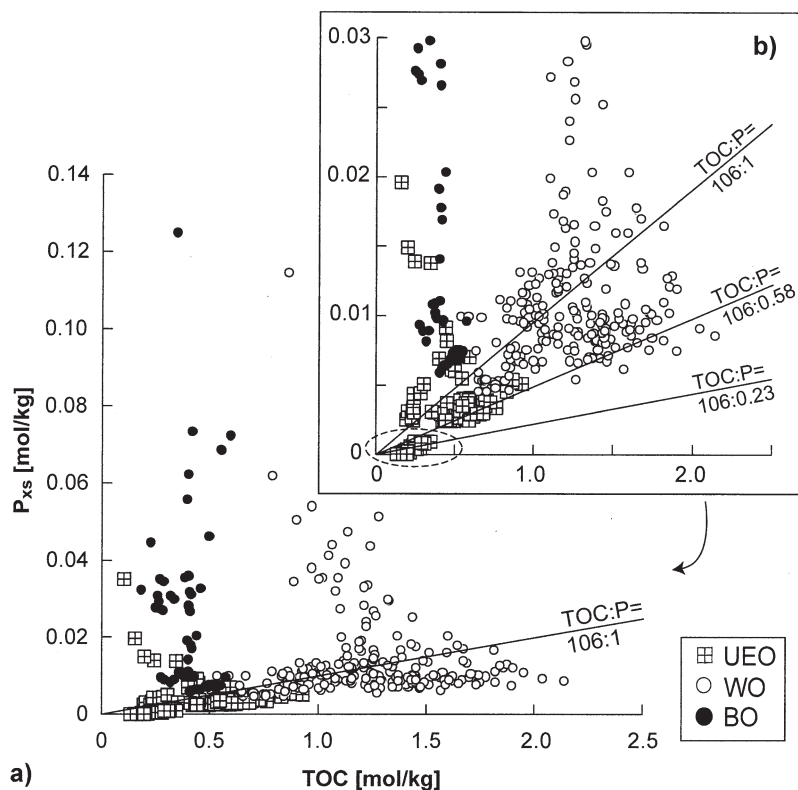 b)
0.03
0.02
0.01
0
0
1.0
2.0
TOC:P=
106:1
TOC:P=
106:0.58
TOC:P=
106:0.23
0.14
0.12
0.10
0.08
0.06
0.04
0.02
0
Pxs [mol/kg]
TOC:P=
106:1
UEO
WO
BO
0
0.5
1.0
1.5
2.0
2.5
a)
TOC [mol/kg]